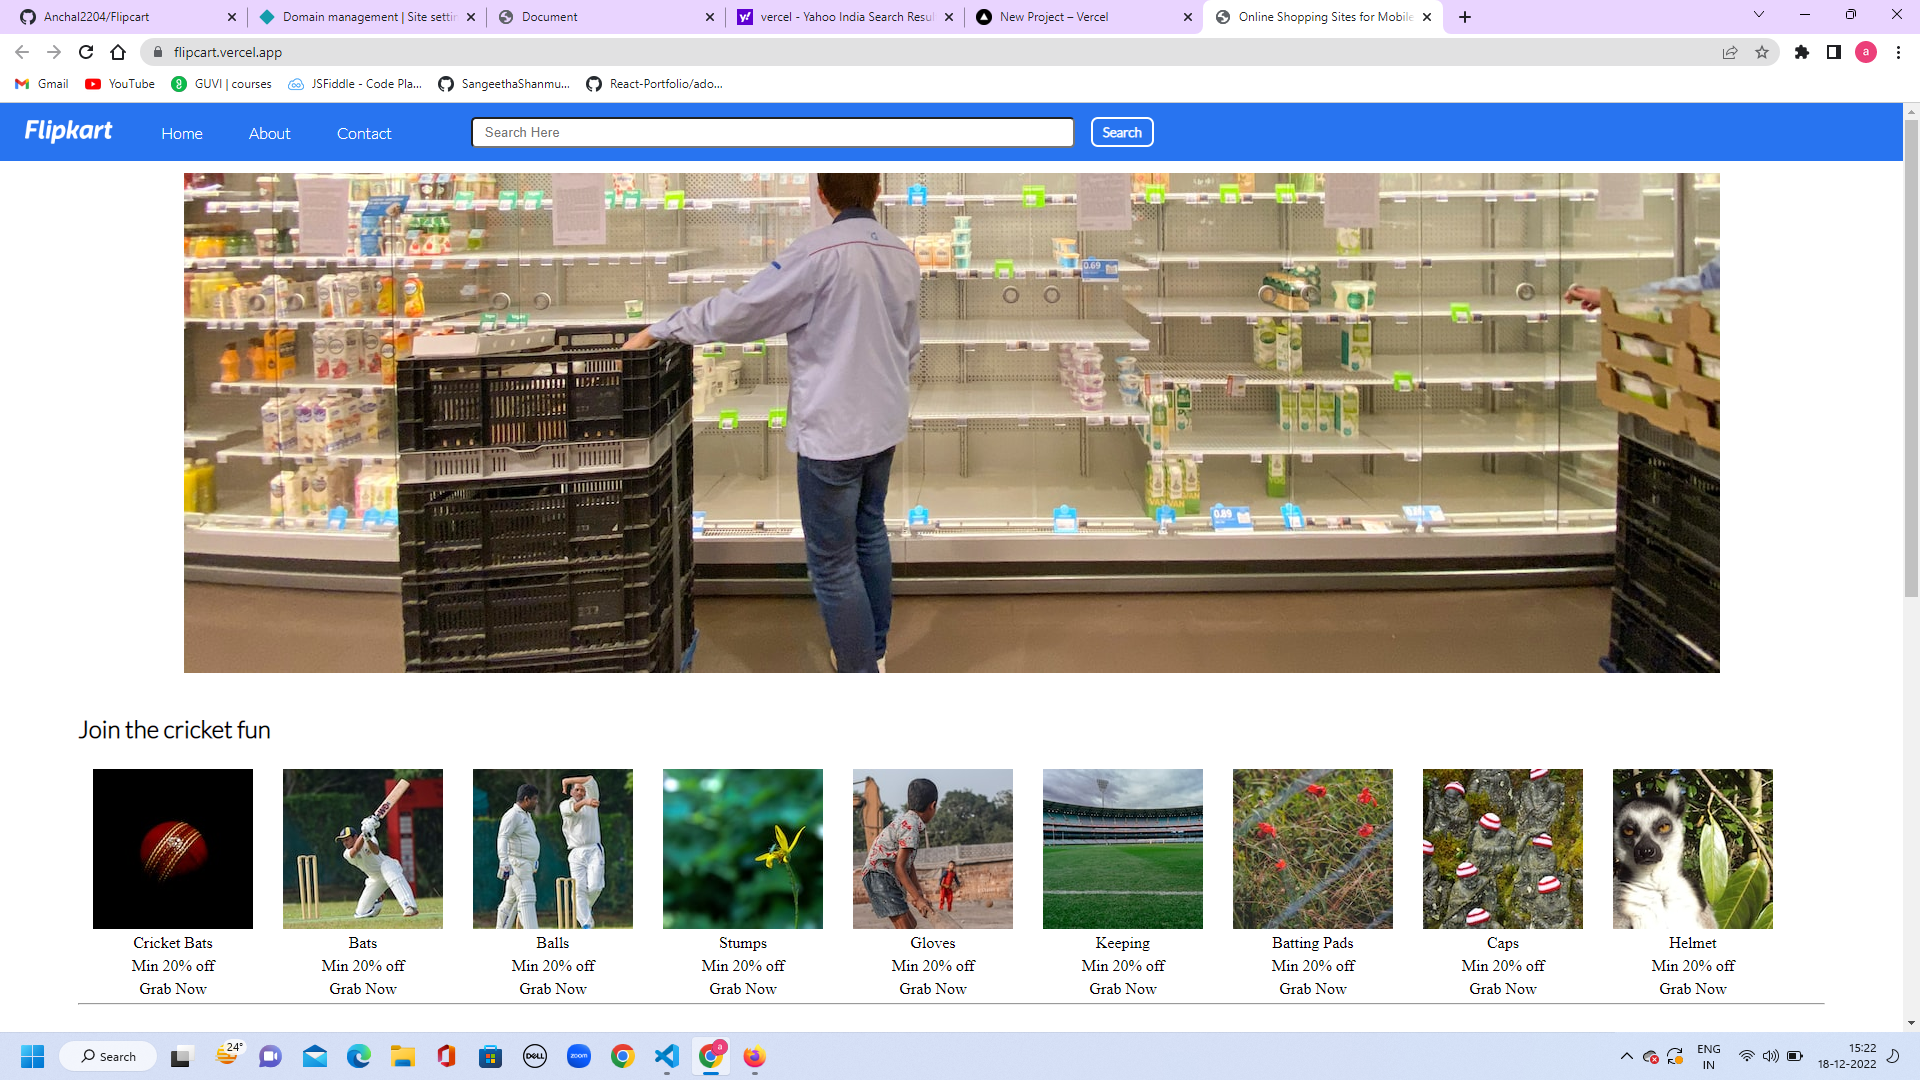 Anchal2204/Flipcart
Domain management | Site settin
Document
vercel - Yahoo India Search Resul
New Project – Vercel
Online Shopping Sites for Mobile
flipcart.vercel.app
a
Gmail
YouTube
GUVI | courses
JSFiddle - Code Pla...
SangeethaShanmu...
React-Portfolio/ado...
Flipkart
Home
About
Contact
Search Here
Search
0.69
0.89
Join the cricket fun
Cricket Bats
Bats
Balls
Stumps
Gloves
Keeping
Batting Pads
Caps
Helmet
Min 20% off
Min 20% off
Min 20% off
Min 20% off
Min 20% off
Min 20% off
Min 20% off
Min 20% off
Min 20% off
Grab Now
Grab Now
Grab Now
Grab Now
Grab Now
Grab Now
Grab Now
Grab Now
Grab Now
Search
24°
DELL
zoom
a
ENG
IN
15:22
18-12-2022